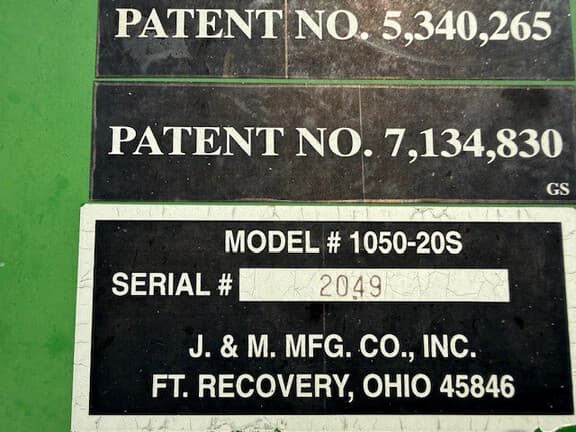 PATENT NO. 5,340,265
PATENT NO. 7,134,830
GS
MODEL # 1050-20S
SERIAL # 2049
J. & M. MFG. CO., INC.
FT. RECOVERY, OHIO 45846